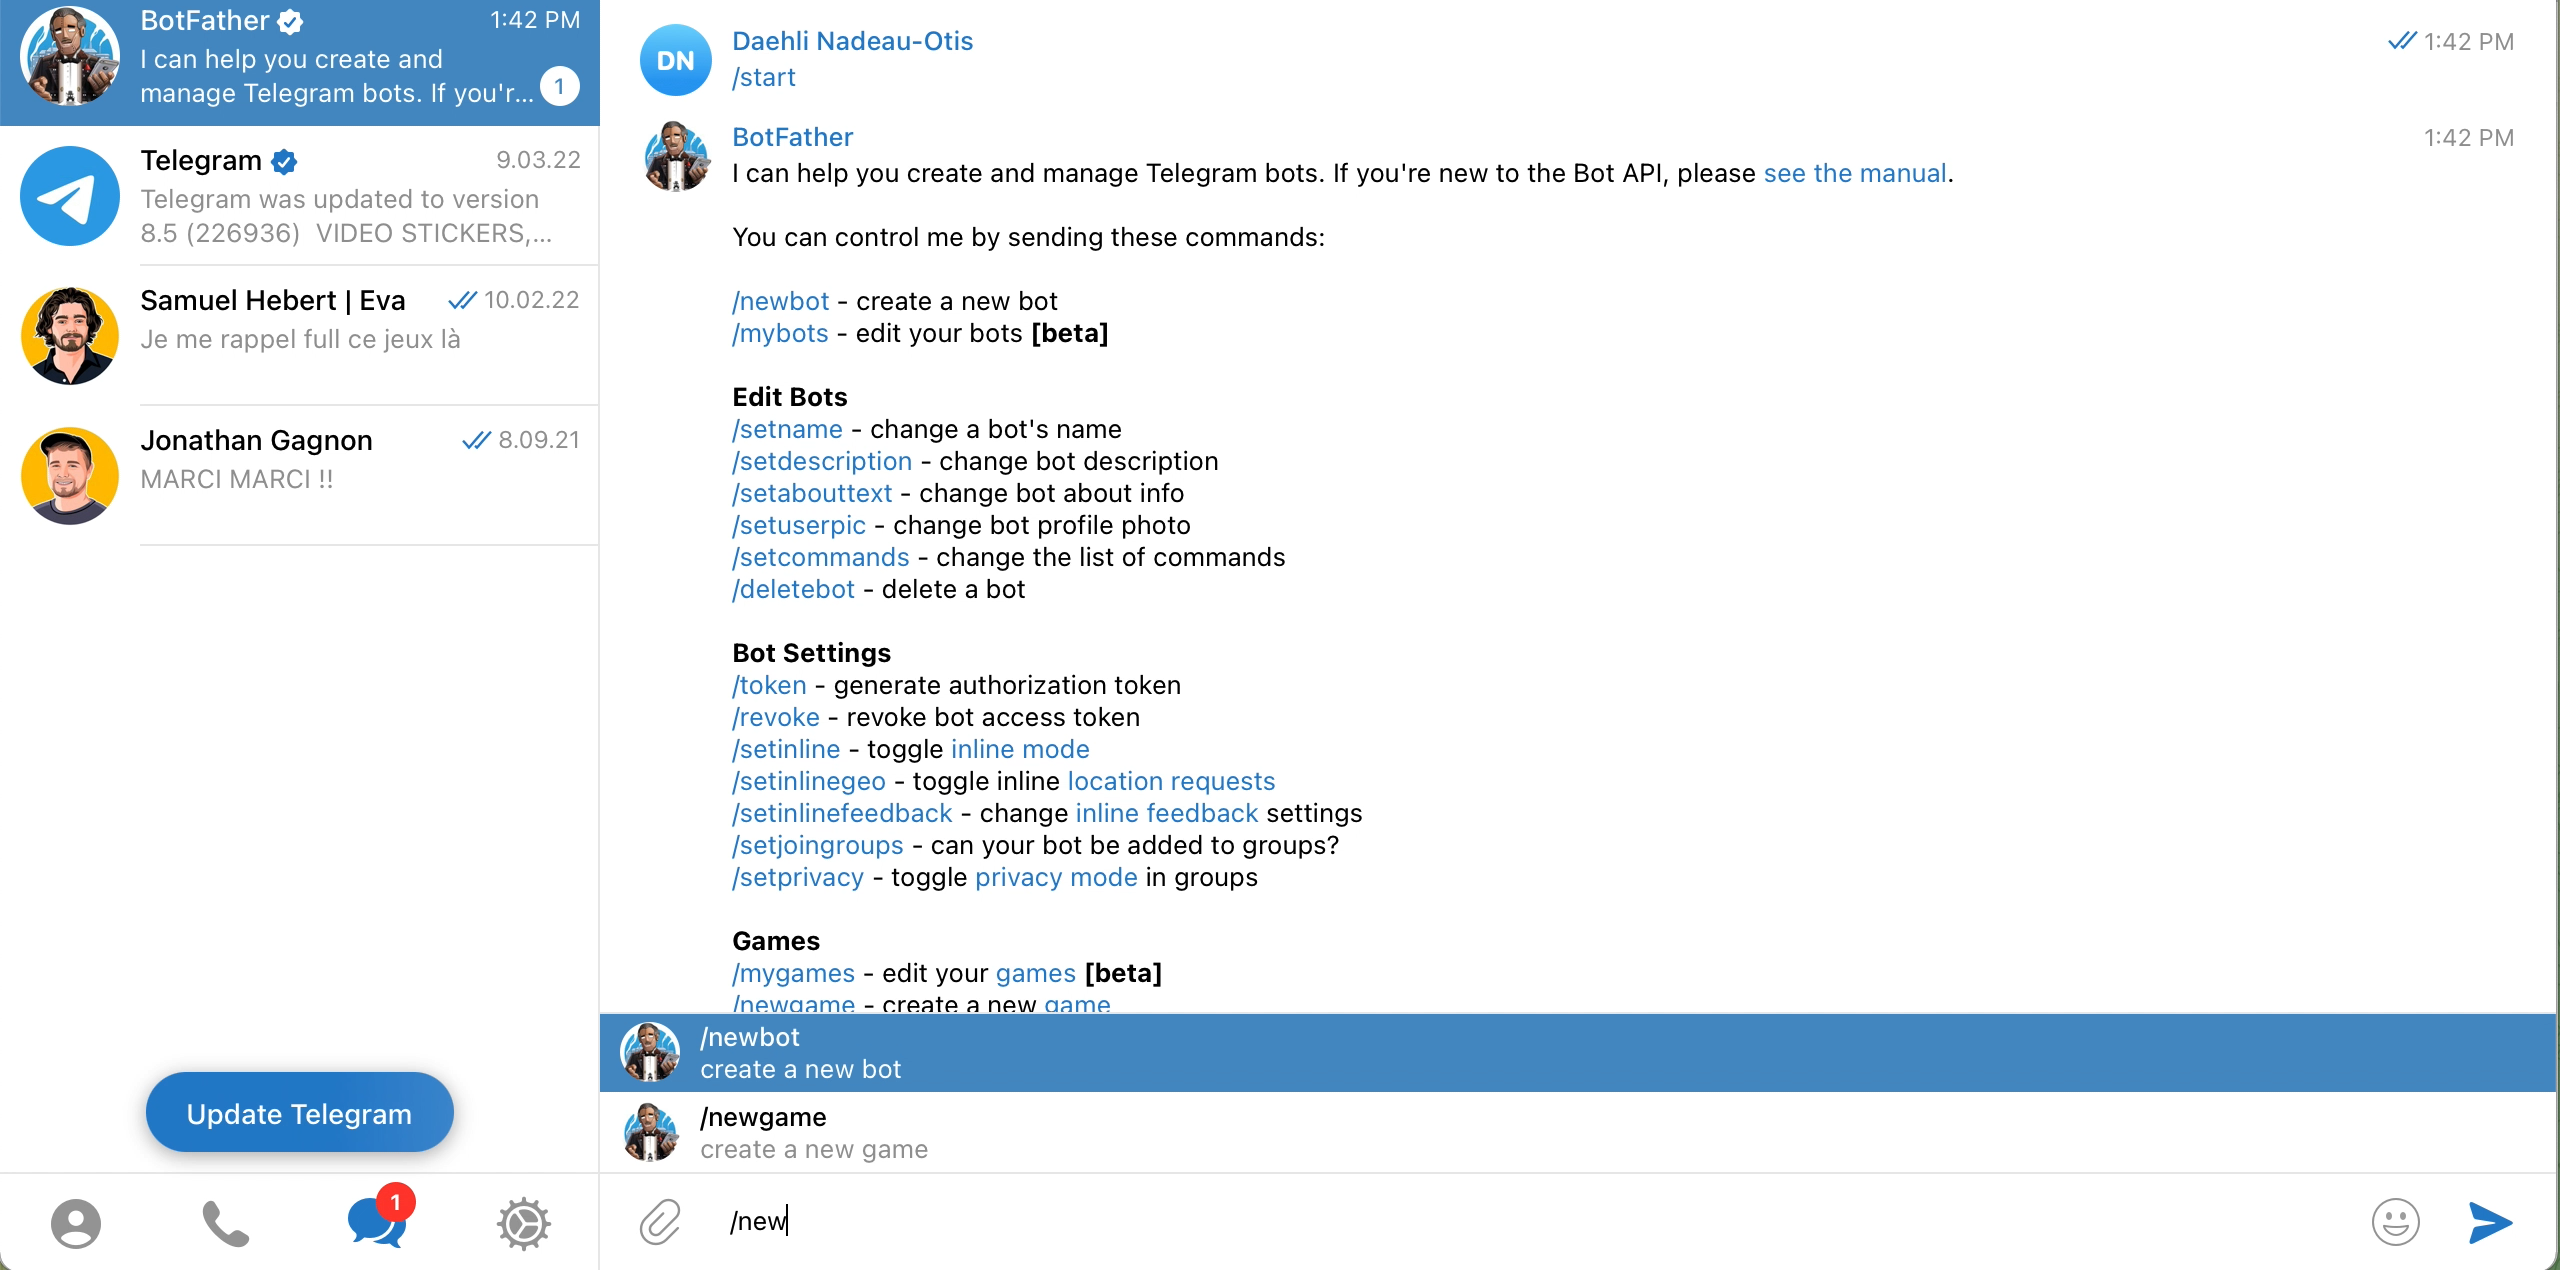 BotFather
1:42 PM
I can help you create and
manage Telegram bots. If you'r...
1
Telegram
9.03.22
Telegram was updated to version
8.5 (226936)  VIDEO STICKERS,...
Samuel Hebert | Eva
10.02.22
Je me rappel full ce jeux là
Jonathan Gagnon
8.09.21
MARCI MARCI !!
Update Telegram
1
DN
Daehli Nadeau-Otis
1:42 PM
/start
BotFather
1:42 PM
I can help you create and manage Telegram bots. If you're new to the Bot API, please see the manual.
You can control me by sending these commands:
/newbot - create a new bot
/mybots - edit your bots [beta]
Edit Bots
/setname - change a bot's name
/setdescription - change bot description
/setabouttext - change bot about info
/setuserpic - change bot profile photo
/setcommands - change the list of commands
/deletebot - delete a bot
Bot Settings
/token - generate authorization token
/revoke - revoke bot access token
/setinline - toggle inline mode
/setinlinegeo - toggle inline location requests
/setinlinefeedback - change inline feedback settings
/setjoingroups - can your bot be added to groups?
/setprivacy - toggle privacy mode in groups
Games
/mygames - edit your games [beta]
/newgame - create a new game
/newbot
create a new bot
/newgame
create a new game
/new